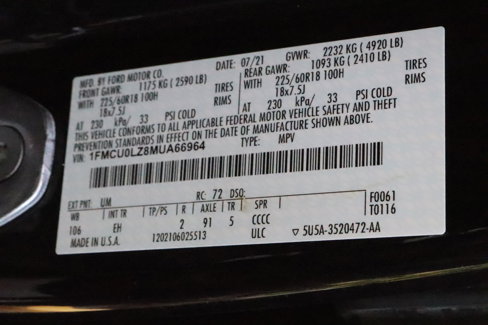 MFD. BY FORD MOTOR CO. DATE: 07/21 GVWR: 2232 KG (4920 LB)
FRONT GAWR: 1175 KG (2590 LB) REAR GAWR: 1093 KG (2410 LB)
WITH 225/60R18 100H TIRES WITH 225/60R18 100H TIRES
18x7.5J RIMS 18x7.5J RIMS
AT 230 kPa/ 33 PSI COLD AT 230 kPa/ 33 PSI COLD
THIS VEHICLE CONFORMS TO ALL APPLICABLE FEDERAL MOTOR VEHICLE SAFETY AND THEFT
PREVENTION STANDARDS IN EFFECT ON THE DATE OF MANUFACTURE SHOWN ABOVE.
VIN: 1FMCU0LZ8MUA66964 TYPE: MPV
EXT PNT: UM RC: 72 DSO: F0061
WB INT TR TP/PS R AXLE TR SPR T0116
106 EH 2 91 5 CCCC
MADE IN U.S.A. 1202106025513 ULC ▽ 5U5A-3520472-AA